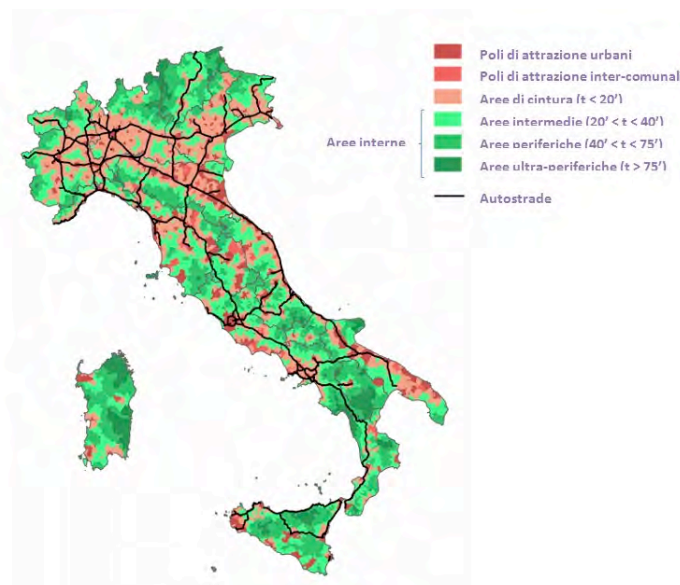 Poli di attrazione urbani
Poli di attrazione inter-comunal
Aree di cintura (t < 20')
Aree intermedie (20' < t < 40')
Aree interne
Aree periferiche (40' < t < 75')
Aree ultra-periferiche (t > 75')
Autostrade